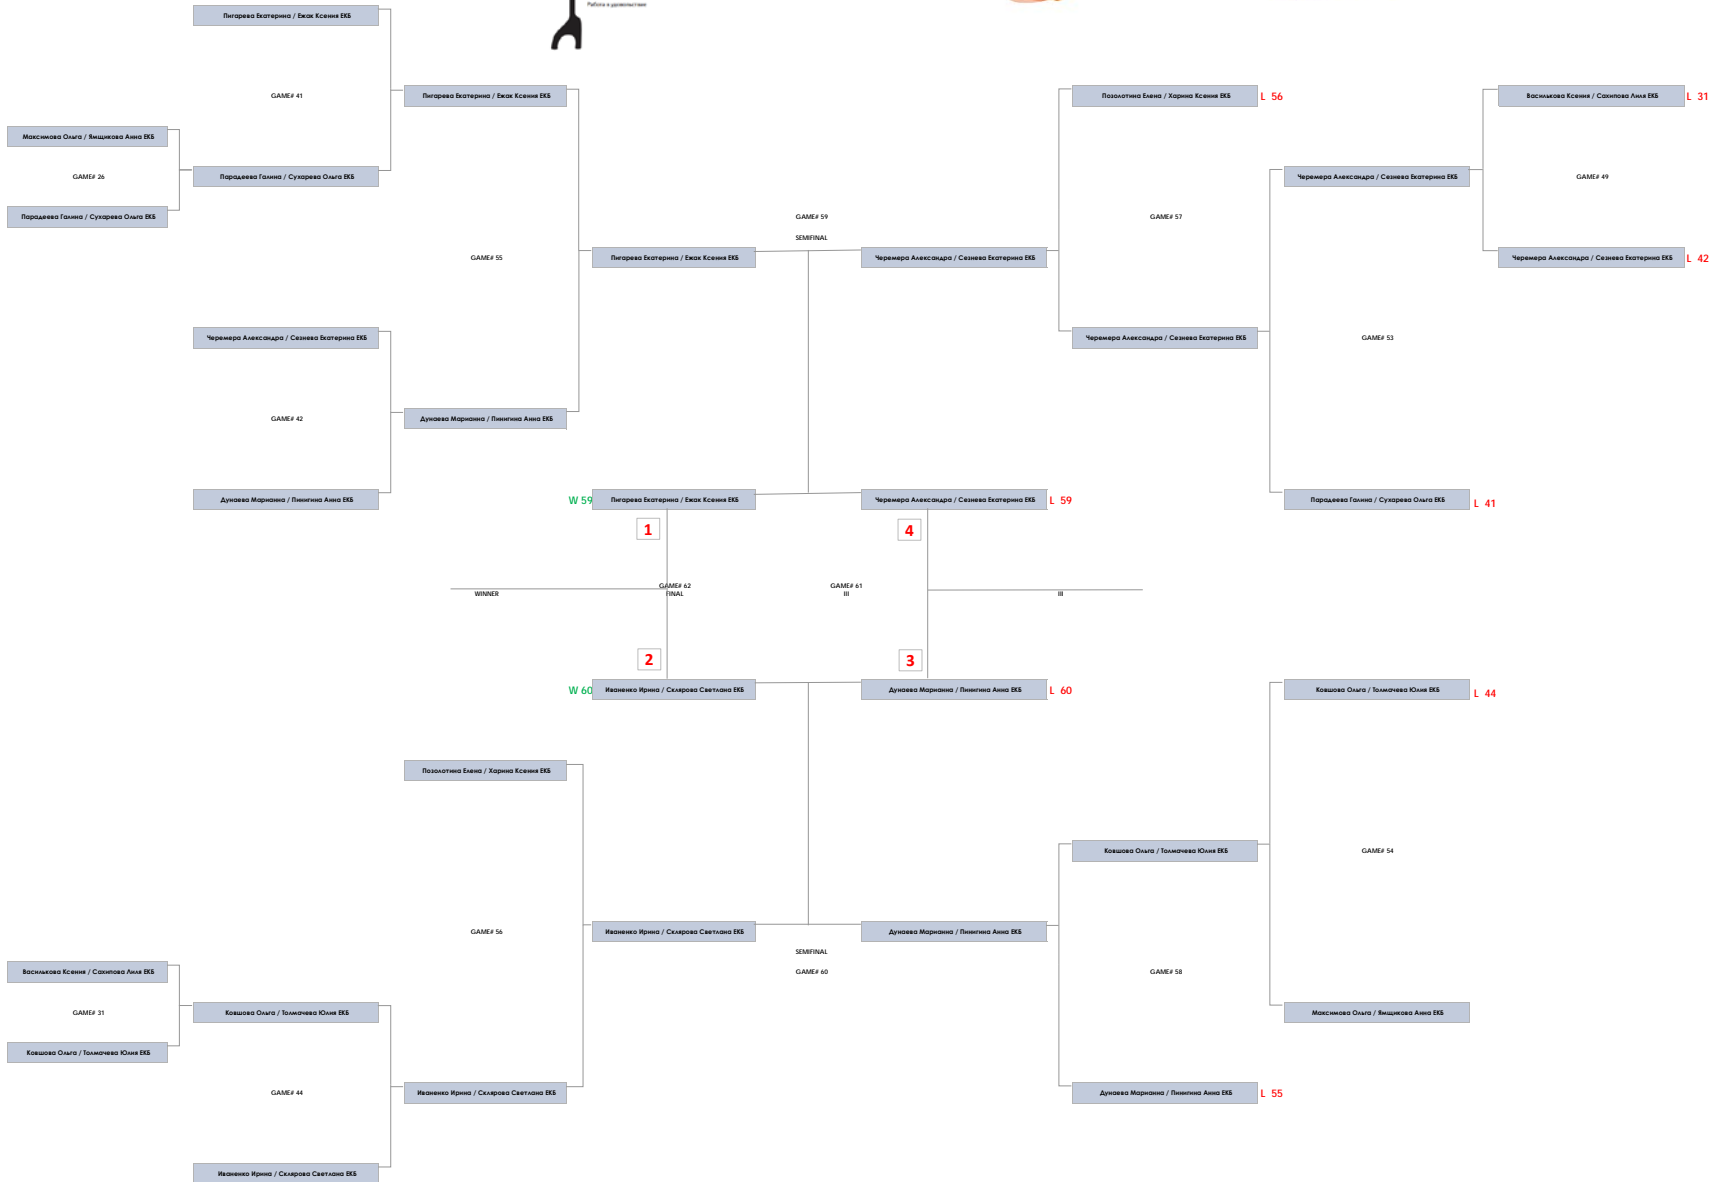 Работа в удовольствие
Пигарева Екатерина / Ежак Ксения ЕКБ
GAME# 41
Пигарева Екатерина / Ежак Ксения ЕКБ
Позолотина Елена / Харина Ксения ЕКБ L 56
Василькова Ксения / Сахипова Лиля ЕКБ L 31
Максимова Ольга / Ямщикова Анна ЕКБ
GAME# 26
Парадеева Галина / Сухарева Ольга ЕКБ
Черемера Александра / Сезнева Екатерина ЕКБ
GAME# 49
Парадеева Галина / Сухарева Ольга ЕКБ
GAME# 59
SEMIFINAL
GAME# 57
GAME# 55
Пигарева Екатерина / Ежак Ксения ЕКБ
Черемера Александра / Сезнева Екатерина ЕКБ
Черемера Александра / Сезнева Екатерина ЕКБ L 42
Черемера Александра / Сезнева Екатерина ЕКБ
Черемера Александра / Сезнева Екатерина ЕКБ
GAME# 53
GAME# 42
Дунаева Марианна / Пинигина Анна ЕКБ
Дунаева Марианна / Пинигина Анна ЕКБ
W 59 Пигарева Екатерина / Ежак Ксения ЕКБ
Черемера Александра / Сезнева Екатерина ЕКБ L 59
Парадеева Галина / Сухарева Ольга ЕКБ L 41
1
4
GAME# 62
GAME# 61
WINNER
FINAL
III
III
2
3
W 60 Иваненко Ирина / Склярова Светлана ЕКБ
Дунаева Марианна / Пинигина Анна ЕКБ L 60
Ковшова Ольга / Толмачева Юлия ЕКБ L 44
Позолотина Елена / Харина Ксения ЕКБ
Ковшова Ольга / Толмачева Юлия ЕКБ
GAME# 54
GAME# 56
Иваненко Ирина / Склярова Светлана ЕКБ
Дунаева Марианна / Пинигина Анна ЕКБ
SEMIFINAL
GAME# 60
GAME# 58
Василькова Ксения / Сахипова Лиля ЕКБ
GAME# 31
Ковшова Ольга / Толмачева Юлия ЕКБ
Максимова Ольга / Ямщикова Анна ЕКБ
Ковшова Ольга / Толмачева Юлия ЕКБ
GAME# 44
Иваненко Ирина / Склярова Светлана ЕКБ
Дунаева Марианна / Пинигина Анна ЕКБ L 55
Иваненко Ирина / Склярова Светлана ЕКБ